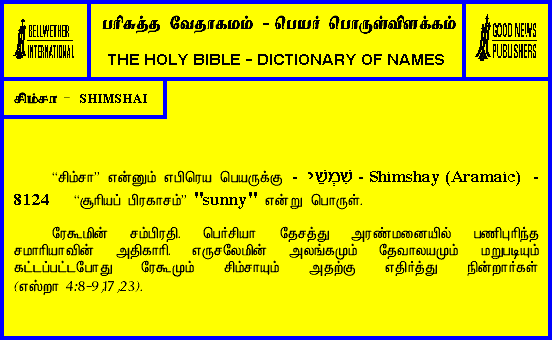 BELLWETHER
INTERNATIONAL
பரிசுத்த வேதாகமம் - பெயர் பொருள்விளக்கம்
THE HOLY BIBLE - DICTIONARY OF NAMES
GOOD NEWS
PUBLISHERS
சிம்சா - SHIMSHAI
“சிம்சா” என்னும் எபிரெய பெயருக்கு - שִׁמְשַׁי - Shimshay (Aramaic) -
8124 “சூரியப் பிரகாசம்” "sunny" என்று பொருள்.
ரேகூமின் சம்பிரதி. பெர்சியா தேசத்து அரண்மனையில் பணிபுரிந்த
சமாரியாவின் அதிகாரி. எருசலேமின் அலங்கமும் தேவாலயமும் மறுபடியும்
கட்டப்பட்டபோது ரேகூமும் சிம்சாயும் அதற்கு எதிர்த்து நின்றார்கள்
(எஸ்றா 4:8-9,17,23).